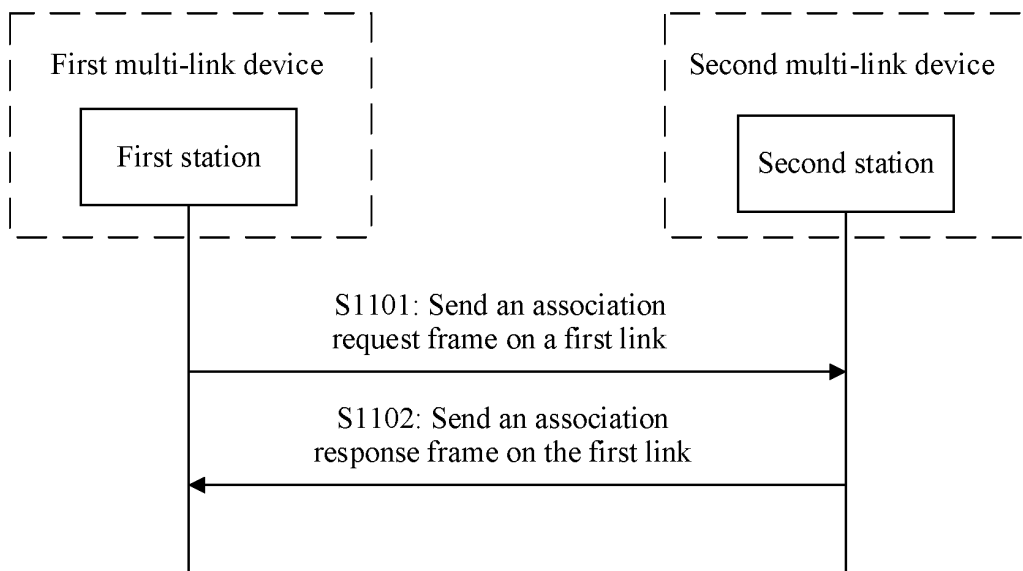 First multi-link device
Second multi-link device
First station
Second station
S1101: Send an association
request frame on a first link
S1102: Send an association
response frame on the first link